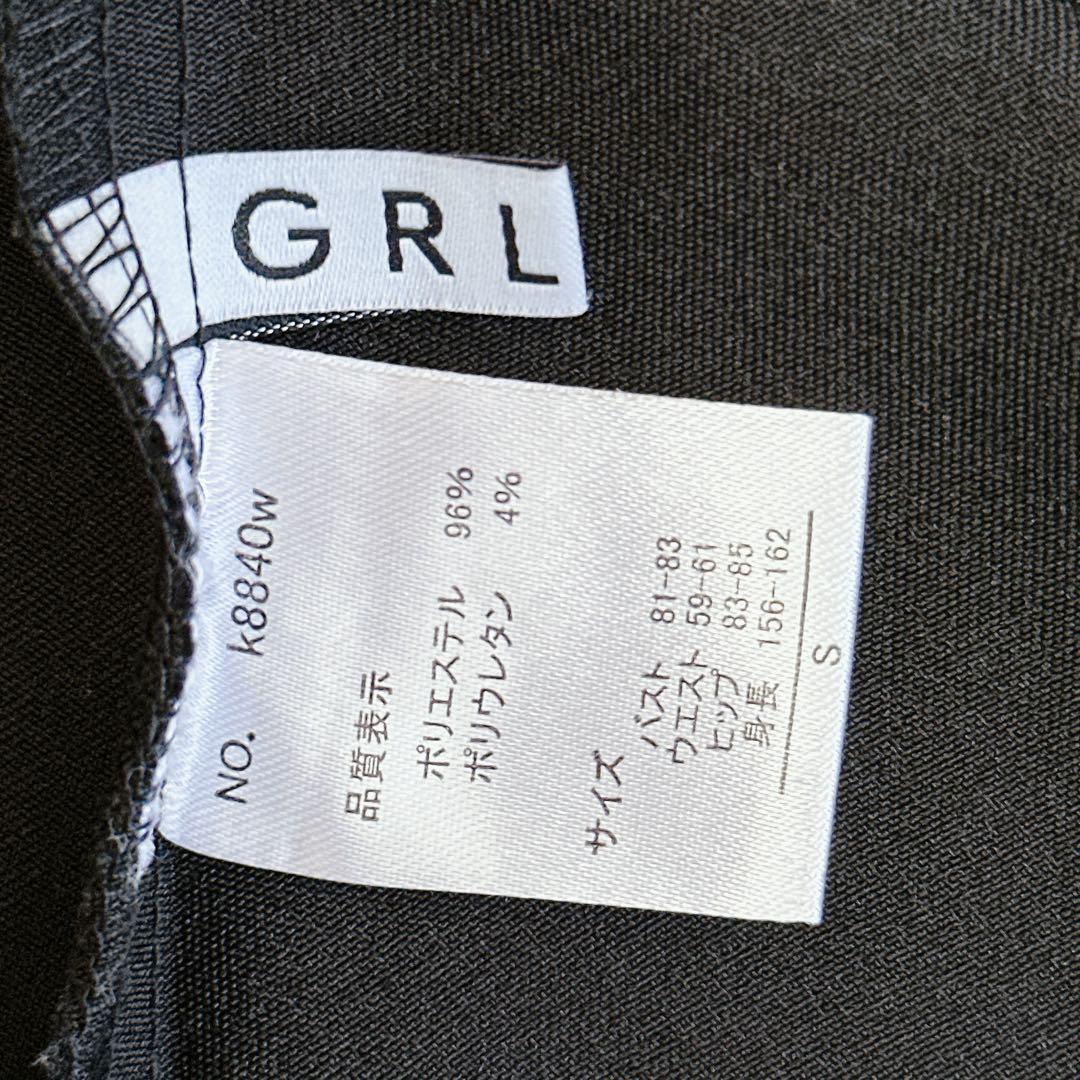 GRL
NO. k8840w
品質表示
ポリエステル 96%
ポリウレタン 4%
サイズ
バスト 81-83
ウエスト 59-61
ヒップ 83-85
身長 156-162
S